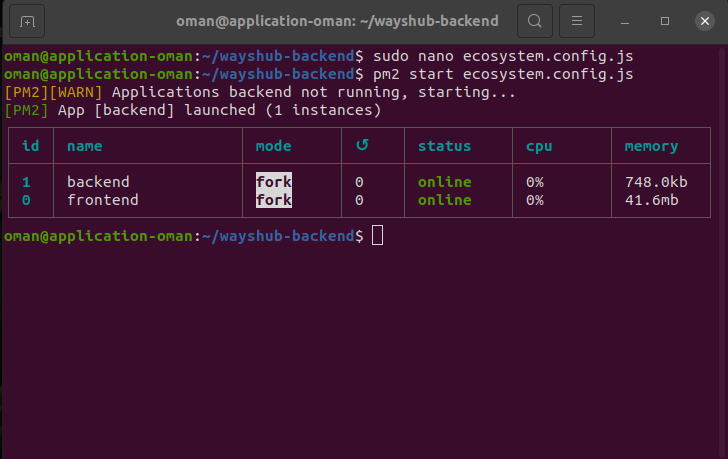 oman@application-oman: ~/wayshub-backend
oman@application-oman:~/wayshub-backend$ sudo nano ecosystem.config.js
oman@application-oman:~/wayshub-backend$ pm2 start ecosystem.config.js
[PM2][WARN] Applications backend not running, starting...
[PM2] App [backend] launched (1 instances)
id name mode ↺ status cpu memory
1 backend fork 0 online 0% 748.0kb
0 frontend fork 0 online 0% 41.6mb
oman@application-oman:~/wayshub-backend$